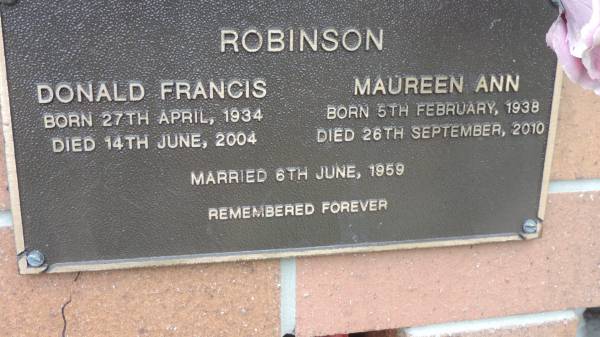 ROBINSON
DONALD FRANCIS
BORN 27TH APRIL, 1934
DIED 14TH JUNE, 2004
MAUREEN ANN
BORN 5TH FEBRUARY, 1938
DIED 26TH SEPTEMBER, 2010
MARRIED 6TH JUNE, 1959
REMEMBERED FOREVER